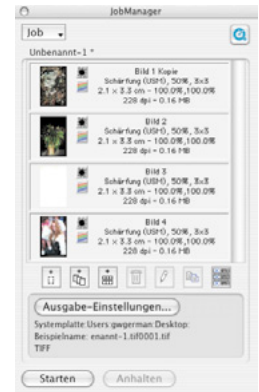 JobManager
Job
Unbenannt-1 *
Bild 1 Kopie
Schärfung (USM), 50%, 3x3
2.1 x 3.3 cm - 100.0%,100.0%
228 dpi - 0.16 MB
Bild 2
Schärfung (USM), 50%, 3x3
2.1 x 3.3 cm - 100.0%,100.0%
228 dpi - 0.16 MB
Bild 3
Schärfung (USM), 50%, 3x3
2.1 x 3.3 cm - 100.0%,100.0%
228 dpi - 0.16 MB
Bild 4
Schärfung (USM), 50%, 3x3
2.1 x 3.3 cm - 100.0%,100.0%
228 dpi - 0.16 MB
Ausgabe-Einstellungen...
Systemplatte:Users:gwgerman:Desktop:
Beispielname: enannt-1.tif0001.tif
TIFF
Starten
Anhalten